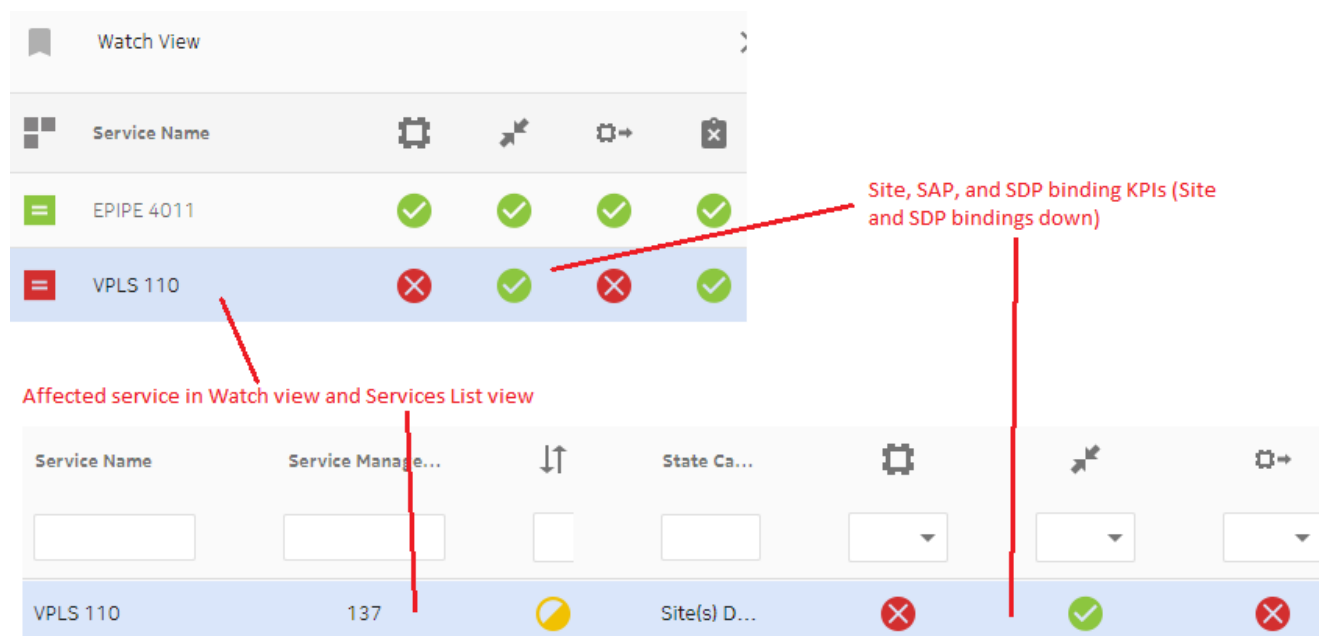 Watch View
Service Name
EPIPE 4011
VPLS 110
Site, SAP, and SDP binding KPIs (Site
and SDP bindings down)
Affected service in Watch view and Services List view
Service Name Service Manage... State Ca...
VPLS 110 137 Site(s) D...